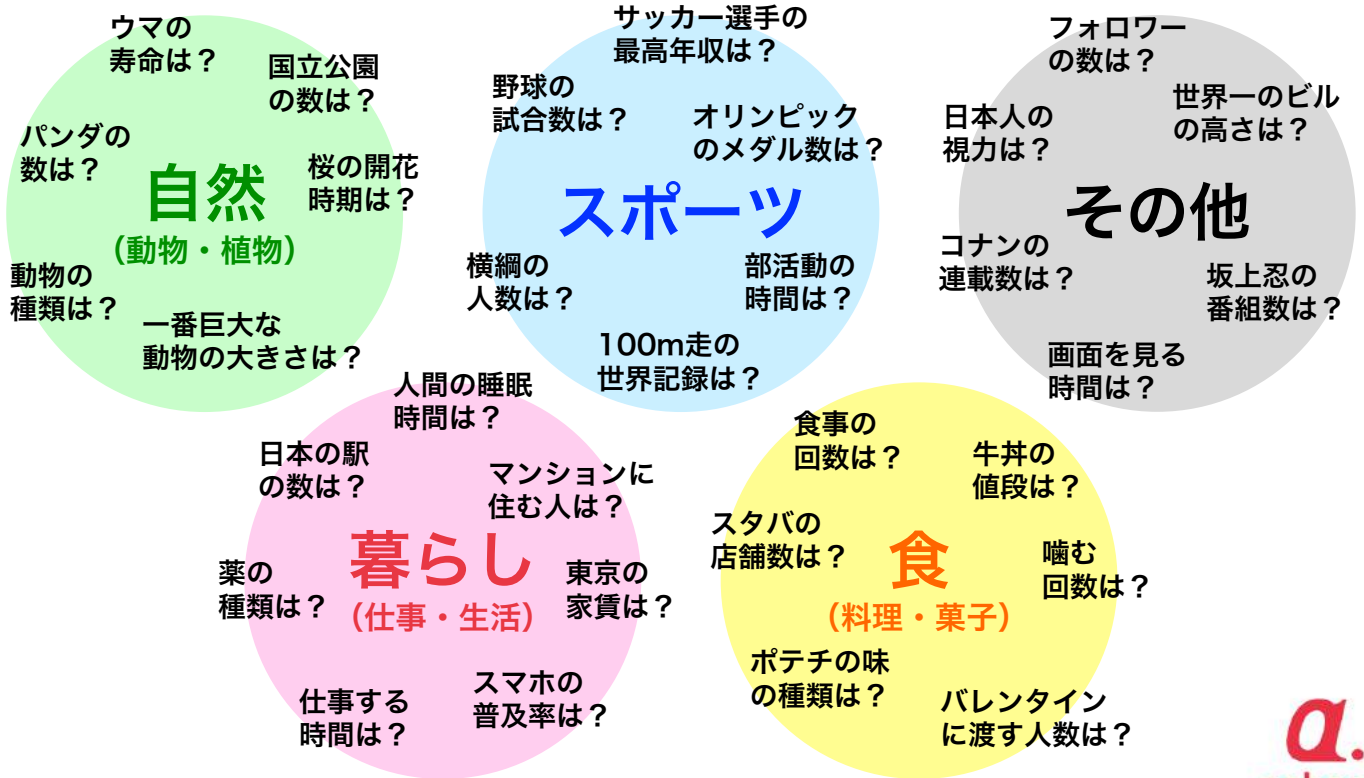 ウマの
寿命は？
国立公園
の数は？
パンダの
数は？
桜の開花
時期は？
自然
（動物・植物）
動物の
種類は？
一番巨大な
動物の大きさは？
サッカー選手の
最高年収は？
野球の
試合数は？
オリンピック
のメダル数は？
スポーツ
横綱の
人数は？
部活動の
時間は？
100m走の
世界記録は？
フォロワー
の数は？
世界一のビル
の高さは？
日本人の
視力は？
その他
コナンの
連載数は？
坂上忍の
番組数は？
画面を見る
時間は？
人間の睡眠
時間は？
日本の駅
の数は？
マンションに
住む人は？
暮らし
（仕事・生活）
薬の
種類は？
東京の
家賃は？
仕事する
時間は？
スマホの
普及率は？
食事の
回数は？
牛丼の
値段は？
スタバの
店舗数は？
食
（料理・菓子）
噛む
回数は？
ポテチの味
の種類は？
バレンタイン
に渡す人数は？
a.